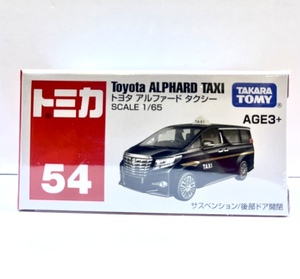 Toyota ALPHARD TAXI
トヨタ アルファード タクシー
SCALE 1/65
TAKARA
TOMY
AGE3+
トミカ
54
TAXI
サスペンション/後部ドア開閉